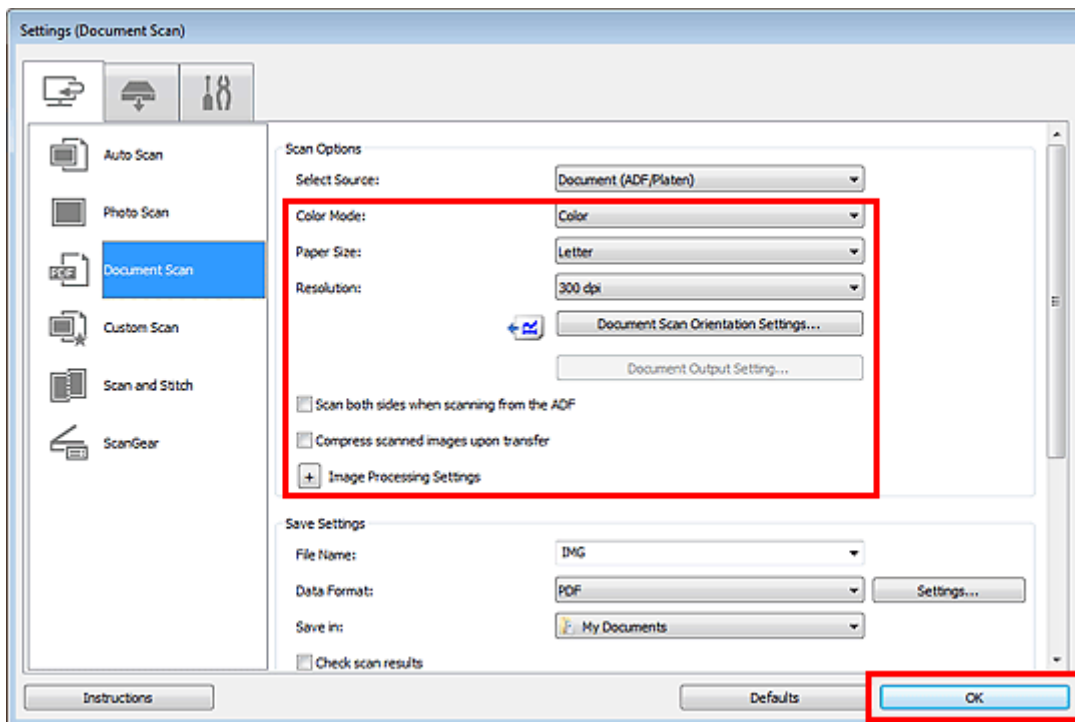 Settings (Document Scan)
Auto Scan
Photo Scan
PDF
Document Scan
Custom Scan
Scan and Stitch
ScanGear
Scan Options
Select Source: Document (ADF/Platen)
Color Mode: Color
Paper Size: Letter
Resolution: 300 dpi
Document Scan Orientation Settings...
Document Output Setting...
Scan both sides when scanning from the ADF
Compress scanned images upon transfer
+ Image Processing Settings
Save Settings
File Name: IMG
Data Format: PDF Settings...
Save in: My Documents
Check scan results
Instructions Defaults OK